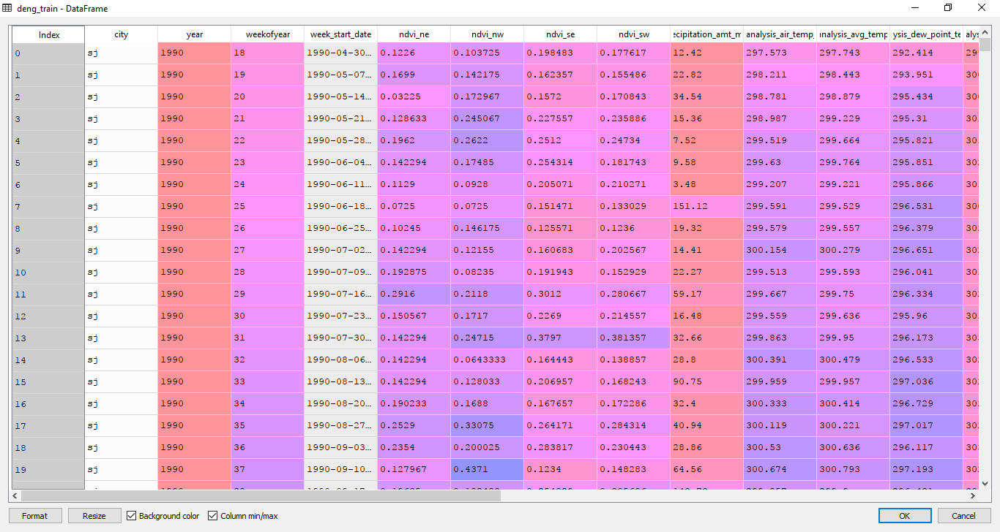 deng_train - DataFrame
Index city year weekofyear week_start_date ndvi_ne ndvi_nw ndvi_se ndvi_sw ecipitation_amt_m analysis_air_temp_ analysis_avg_temp ysis_dew_point_te alys
0 sj 1990 18 1990-04-30... 0.1226 0.103725 0.198483 0.177617 12.42 297.573 297.743 292.414
1 sj 1990 19 1990-05-07... 0.1699 0.142175 0.162357 0.155486 22.82 298.211 298.443 293.951
2 sj 1990 20 1990-05-14... 0.03225 0.172967 0.1572 0.170843 34.54 298.781 298.879 295.434
3 sj 1990 21 1990-05-21... 0.128633 0.245067 0.227557 0.235886 15.36 298.987 299.229 295.31
4 sj 1990 22 1990-05-28... 0.1962 0.2622 0.2512 0.24734 7.52 299.519 299.664 295.821
5 sj 1990 23 1990-06-04... 0.142294 0.17485 0.254314 0.181743 9.58 299.63 299.764 295.851
6 sj 1990 24 1990-06-11... 0.1129 0.0928 0.205071 0.210271 3.48 299.207 299.221 295.866
7 sj 1990 25 1990-06-18... 0.0725 0.0725 0.151471 0.133029 151.12 299.591 299.529 296.531
8 sj 1990 26 1990-06-25... 0.10245 0.146175 0.125571 0.1236 19.32 299.579 299.557 296.379
9 sj 1990 27 1990-07-02... 0.142294 0.12155 0.160683 0.202567 14.41 300.154 300.279 296.651
10 sj 1990 28 1990-07-09... 0.192875 0.08235 0.191943 0.152929 22.27 299.513 299.593 296.041
11 sj 1990 29 1990-07-16... 0.2916 0.2118 0.3012 0.280667 59.17 299.667 299.75 296.334
12 sj 1990 30 1990-07-23... 0.150567 0.1717 0.2269 0.214557 16.48 299.559 299.636 295.96
13 sj 1990 31 1990-07-30... 0.142294 0.24715 0.3797 0.381357 32.66 299.863 299.95 296.173
14 sj 1990 32 1990-08-06... 0.142294 0.0643333 0.164443 0.138857 28.8 300.391 300.479 296.533
15 sj 1990 33 1990-08-13... 0.142294 0.128033 0.206957 0.168243 90.75 299.959 299.957 297.036
16 sj 1990 34 1990-08-20... 0.190233 0.1688 0.167657 0.172286 32.4 300.333 300.414 296.729
17 sj 1990 35 1990-08-27... 0.2529 0.33075 0.264171 0.284314 40.94 300.119 300.221 297.017
18 sj 1990 36 1990-09-03... 0.2354 0.200025 0.283817 0.230443 28.86 300.53 300.636 296.117
19 sj 1990 37 1990-09-10... 0.127967 0.4371 0.1234 0.148283 64.56 300.674 300.793 297.193
Format Resize Background color Column min/max OK Cancel